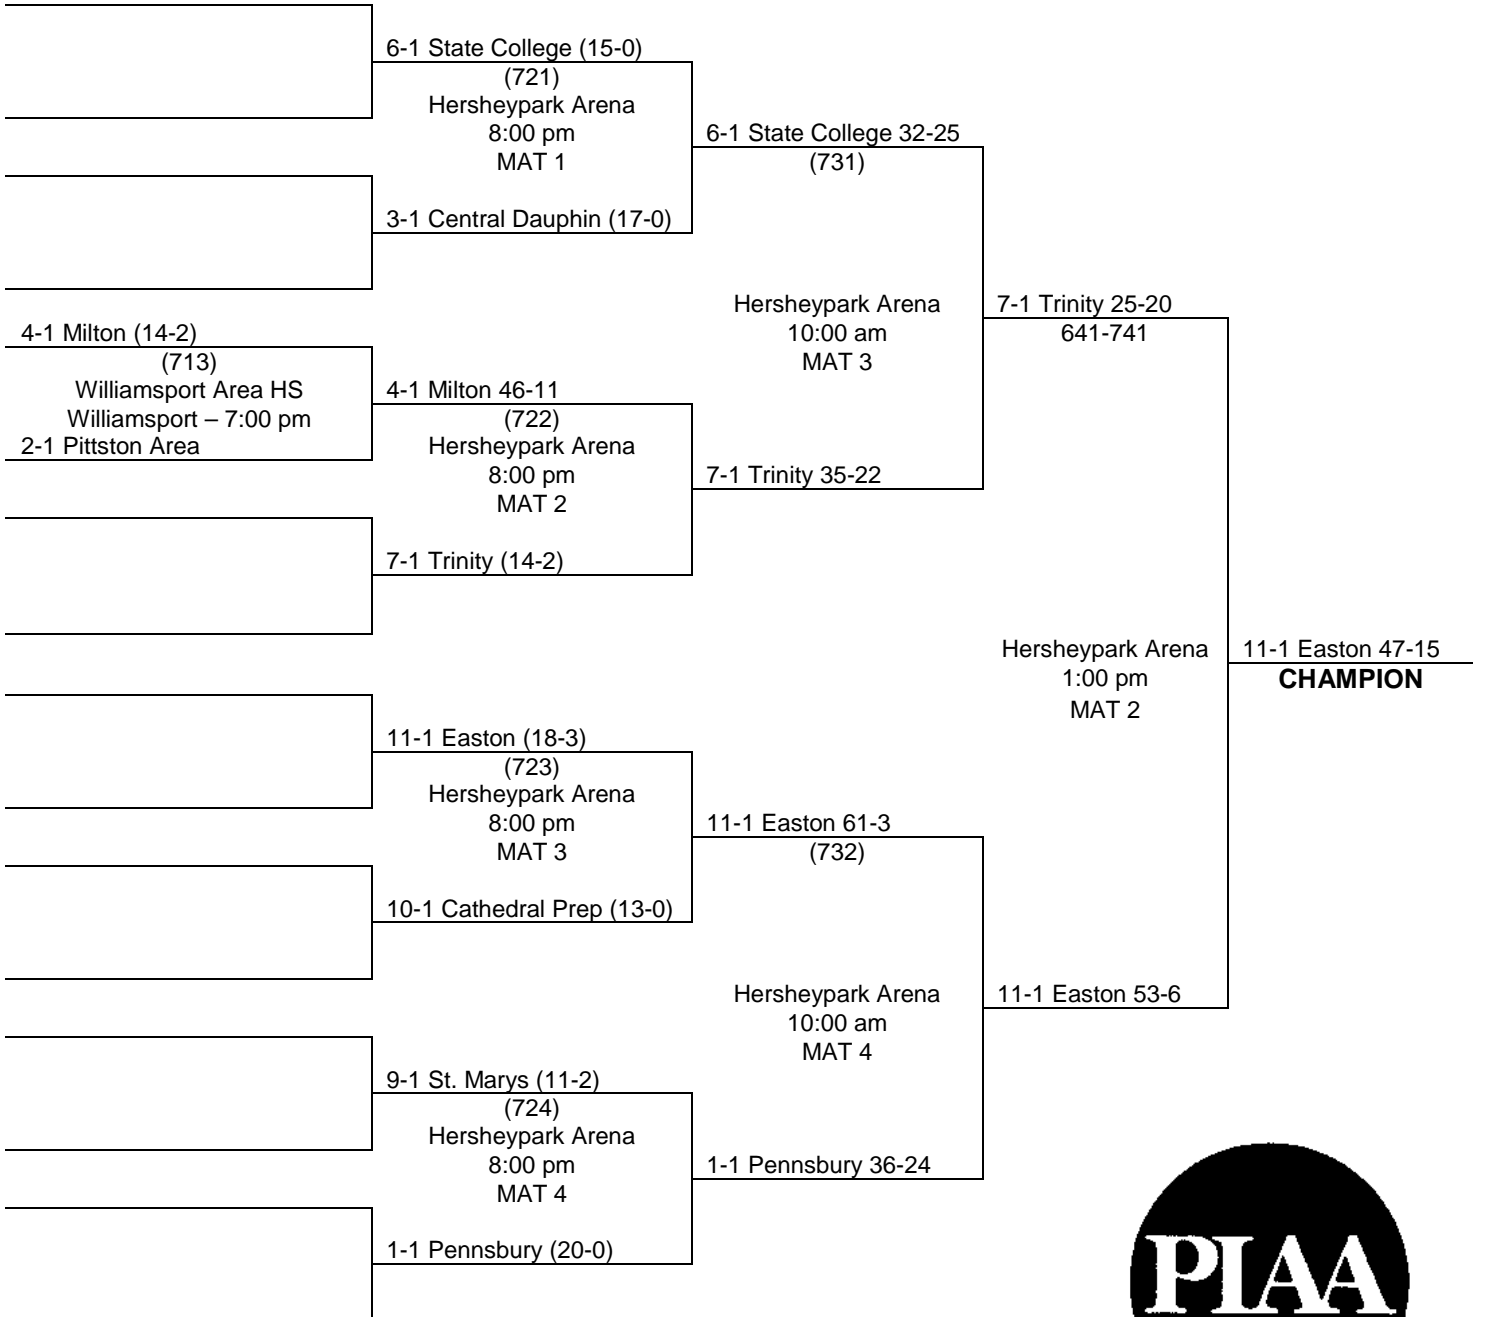 6-1 State College (15-0)
(721)
Hersheypark Arena
8:00 pm
MAT 1
6-1 State College 32-25
(731)
3-1 Central Dauphin (17-0)
Hersheypark Arena
10:00 am
MAT 3
7-1 Trinity 25-20
641-741
4-1 Milton (14-2)
(713)
Williamsport Area HS
Williamsport – 7:00 pm
2-1 Pittston Area
4-1 Milton 46-11
(722)
Hersheypark Arena
8:00 pm
MAT 2
7-1 Trinity 35-22
7-1 Trinity (14-2)
Hersheypark Arena
1:00 pm
MAT 2
11-1 Easton 47-15
CHAMPION
11-1 Easton (18-3)
(723)
Hersheypark Arena
8:00 pm
MAT 3
11-1 Easton 61-3
(732)
10-1 Cathedral Prep (13-0)
Hersheypark Arena
10:00 am
MAT 4
11-1 Easton 53-6
9-1 St. Marys (11-2)
(724)
Hersheypark Arena
8:00 pm
MAT 4
1-1 Pennsbury 36-24
1-1 Pennsbury (20-0)
PIAA